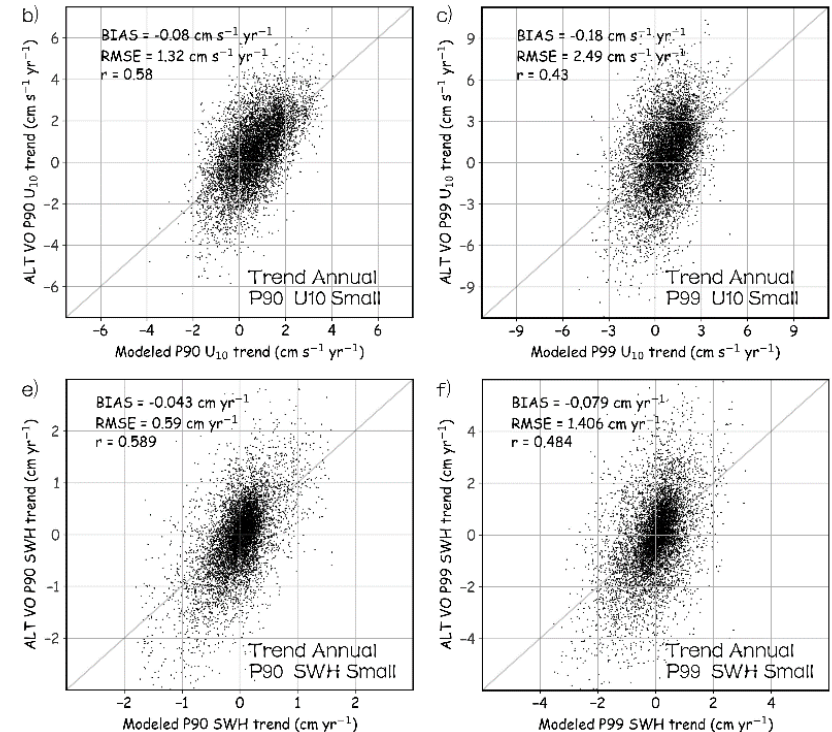 b)
BIAS = -0.08 cm s⁻¹ yr⁻¹
RMSE = 1.32 cm s⁻¹ yr⁻¹
r = 0.58
ALT VO P90 U₁₀ trend (cm s⁻¹ yr⁻¹)
6
4
2
0
−2
−4
−6
Trend Annual
P90 U10 Small
−6 −4 −2 0 2 4 6
Modeled P90 U₁₀ trend (cm s⁻¹ yr⁻¹)
c)
BIAS = -0.18 cm s⁻¹ yr⁻¹
RMSE = 2.49 cm s⁻¹ yr⁻¹
r = 0.43
ALT VO P99 U₁₀ trend (cm s⁻¹ yr⁻¹)
9
6
3
0
−3
−6
−9
Trend Annual
P99 U10 Small
−9 −6 −3 0 3 6 9
Modeled P99 U₁₀ trend (cm s⁻¹ yr⁻¹)
e)
BIAS = -0.043 cm yr⁻¹
RMSE = 0.59 cm yr⁻¹
r = 0.589
ALT VO P90 SWH trend (cm yr⁻¹)
2
1
0
−1
−2
Trend Annual
P90 SWH Small
−2 −1 0 1 2
Modeled P90 SWH trend (cm yr⁻¹)
f)
BIAS = -0.079 cm yr⁻¹
RMSE = 1.406 cm yr⁻¹
r = 0.484
ALT VO P99 SWH trend (cm yr⁻¹)
4
2
0
−2
−4
Trend Annual
P99 SWH Small
−4 −2 0 2 4
Modeled P99 SWH trend (cm yr⁻¹)